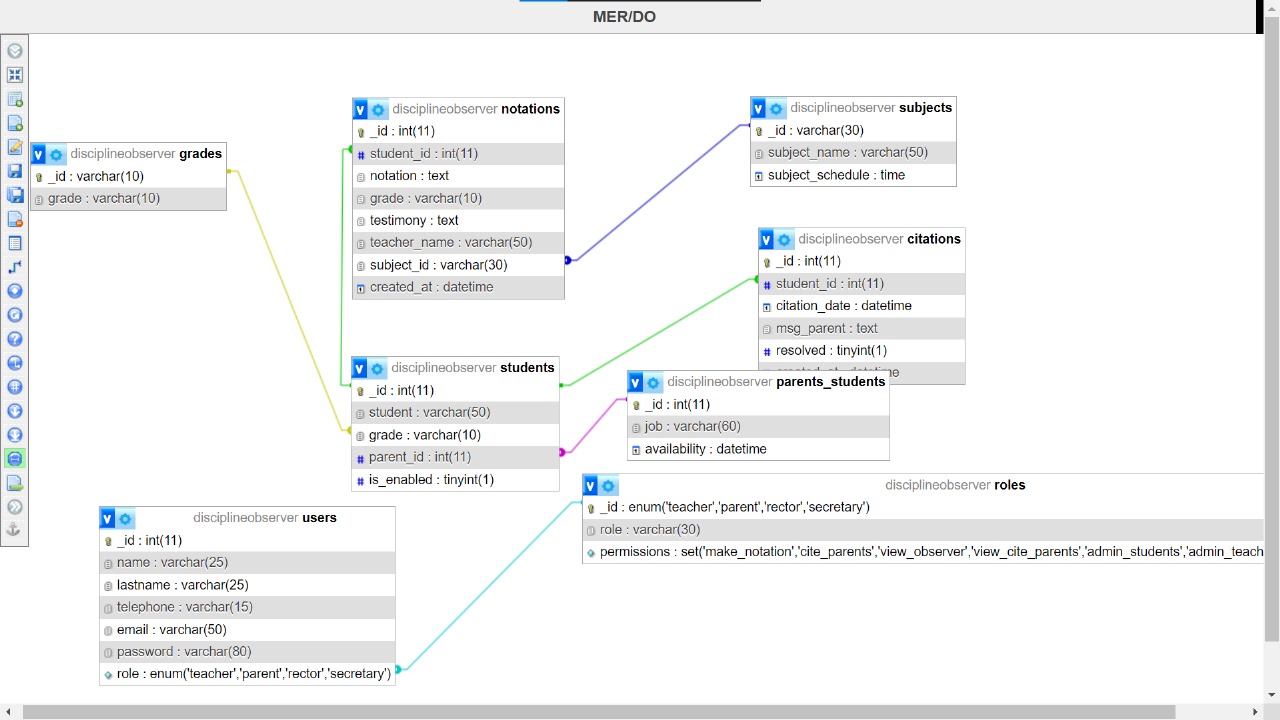 MER/DO
disciplineobserver notations
_id : int(11)
student_id : int(11)
notation : text
grade : varchar(10)
testimony : text
teacher_name : varchar(50)
subject_id : varchar(30)
created_at : datetime
disciplineobserver subjects
_id : varchar(30)
subject_name : varchar(50)
subject_schedule : time
disciplineobserver grades
_id : varchar(10)
grade : varchar(10)
disciplineobserver citations
_id : int(11)
student_id : int(11)
citation_date : datetime
msg_parent : text
resolved : tinyint(1)
created_at : datetime
disciplineobserver students
_id : int(11)
student : varchar(50)
grade : varchar(10)
parent_id : int(11)
is_enabled : tinyint(1)
disciplineobserver parents_students
_id : int(11)
job : varchar(60)
availability : datetime
disciplineobserver roles
_id : enum('teacher','parent','rector','secretary')
role : varchar(30)
permissions : set('make_notation','cite_parents','view_observer','view_cite_parents','admin_students','admin_teach
disciplineobserver users
_id : int(11)
name : varchar(25)
lastname : varchar(25)
telephone : varchar(15)
email : varchar(50)
password : varchar(80)
role : enum('teacher','parent','rector','secretary')